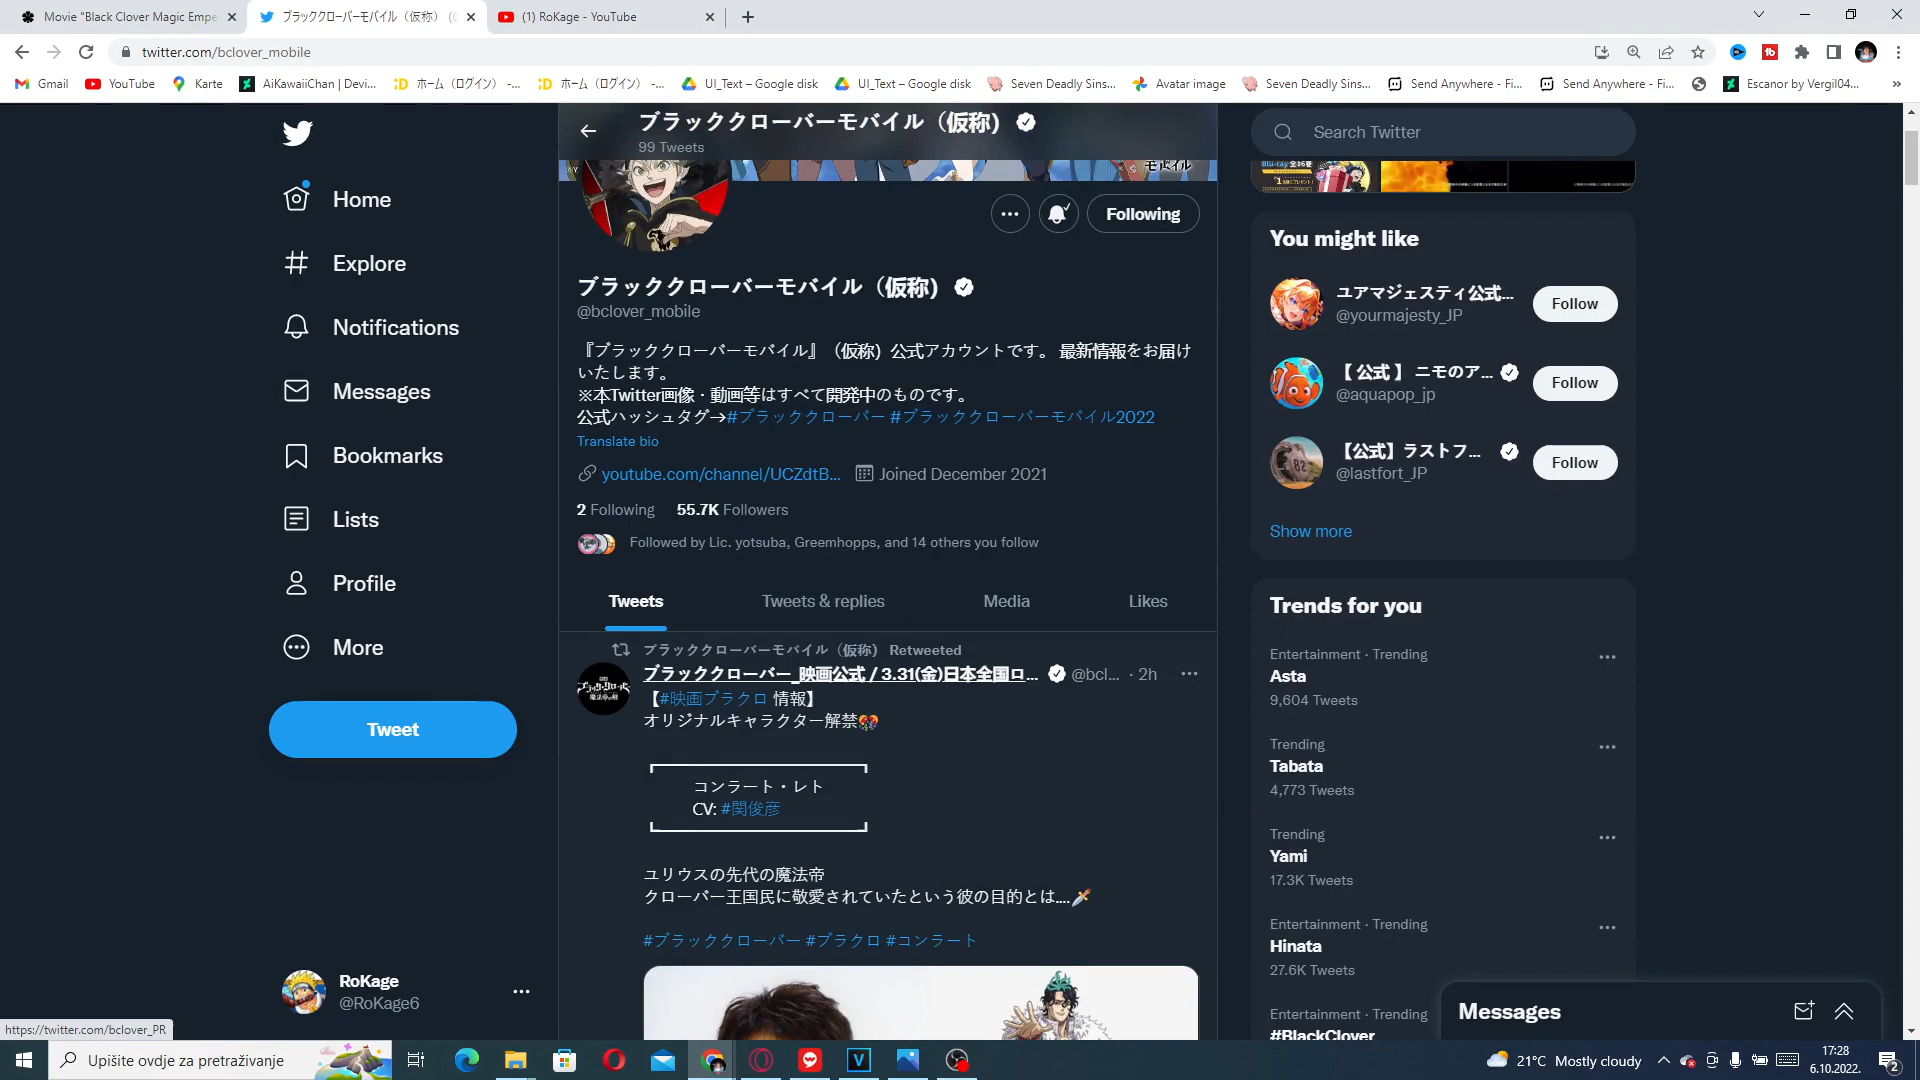 Movie "Black Clover Magic Empe
ブラッククローバーモバイル（仮称）
(1) RoKage - YouTube
twitter.com/bclover_mobile
Gmail
YouTube
Karte
AiKawaiiChan | Devi...
ホーム（ログイン） -...
ホーム（ログイン） -...
UI_Text – Google disk
UI_Text – Google disk
Seven Deadly Sins...
Avatar image
Seven Deadly Sins...
Send Anywhere - Fi...
Send Anywhere - Fi...
Escanor by Vergil04...
ブラッククローバーモバイル（仮称）
99 Tweets
モバイル
Search Twitter
Home
Explore
Notifications
Messages
Bookmarks
Lists
Profile
More
Tweet
RoKage
@RoKage6
Following
ブラッククローバーモバイル（仮称）
@bclover_mobile
『ブラッククローバーモバイル』（仮称）公式アカウントです。 最新情報をお届け
いたします。
※本Twitter画像・動画等はすべて開発中のものです。
公式ハッシュタグ→#ブラッククローバー #ブラッククローバーモバイル2022
Translate bio
youtube.com/channel/UCZdtB... Joined December 2021
2 Following 55.7K Followers
Followed by Lic. yotsuba, Greemhopps, and 14 others you follow
Tweets Tweets & replies Media Likes
ブラッククローバーモバイル（仮称） Retweeted
ブラッククローバー_映画公式 / 3.31(金)日本全国ロ... @bcl... · 2h
【#映画ブラクロ 情報】
オリジナルキャラクター解禁
コンラート・レト
CV: #関俊彦
ユリウスの先代の魔法帝
クローバー王国民に敬愛されていたという彼の目的とは....🗡
#ブラッククローバー #ブラクロ #コンラート
You might like
ユアマジェスティ公式...
@yourmajesty_JP
Follow
【 公式 】 ニモのア...
@aquapop_jp
Follow
【公式】ラストフ...
@lastfort_JP
Follow
Show more
Trends for you
Entertainment · Trending
Asta
9,604 Tweets
Trending
Tabata
4,773 Tweets
Trending
Yami
17.3K Tweets
Entertainment · Trending
Hinata
27.6K Tweets
Entertainment · Trending
#BlackClover
Messages
https://twitter.com/bclover_PR
Upišite ovdje za pretraživanje
21°C Mostly cloudy
17:28
6.10.2022.
2